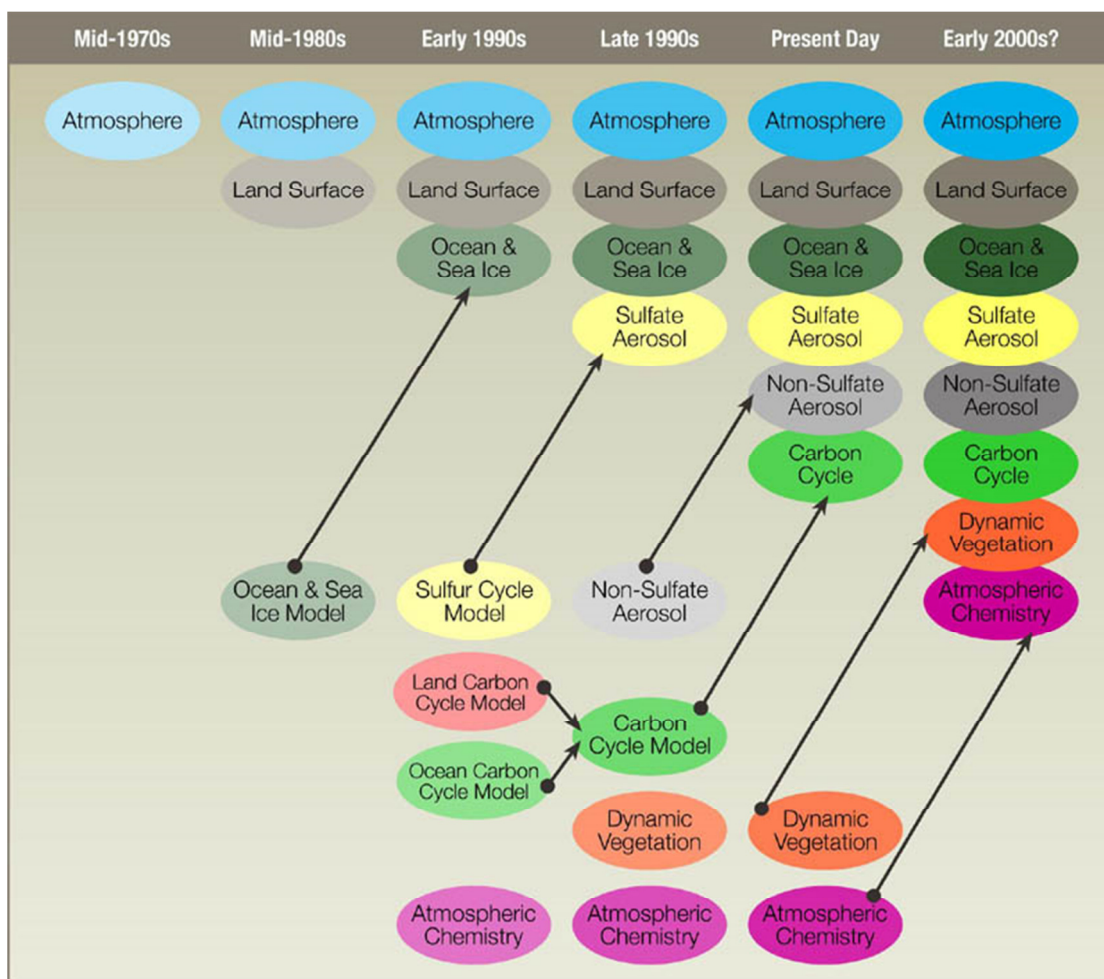 Mid-1970s
Mid-1980s
Early 1990s
Late 1990s
Present Day
Early 2000s?
Atmosphere
Atmosphere
Atmosphere
Atmosphere
Atmosphere
Atmosphere
Land Surface
Land Surface
Land Surface
Land Surface
Land Surface
Ocean &
Sea Ice
Ocean &
Sea Ice
Ocean &
Sea Ice
Ocean &
Sea Ice
Sulfate
Aerosol
Sulfate
Aerosol
Sulfate
Aerosol
Non-Sulfate
Aerosol
Non-Sulfate
Aerosol
Carbon
Cycle
Carbon
Cycle
Dynamic
Vegetation
Ocean & Sea
Ice Model
Sulfur Cycle
Model
Non-Sulfate
Aerosol
Atmospheric
Chemistry
Land Carbon
Cycle Model
Carbon
Cycle Model
Ocean Carbon
Cycle Model
Dynamic
Vegetation
Dynamic
Vegetation
Atmospheric
Chemistry
Atmospheric
Chemistry
Atmospheric
Chemistry